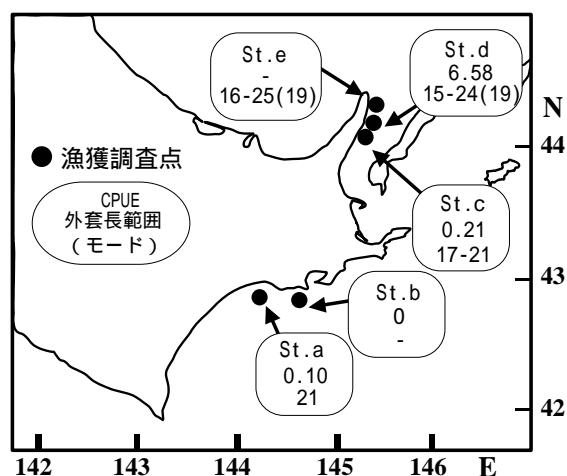 St.e
-
16-25(19)
St.d
6.58
15-24(19)
N
44
漁獲調査点
CPUE
外套長範囲
(モード)
St.c
0.21
17-21
43
St.b
0
-
St.a
0.10
21
42
142
143
144
145
146
E